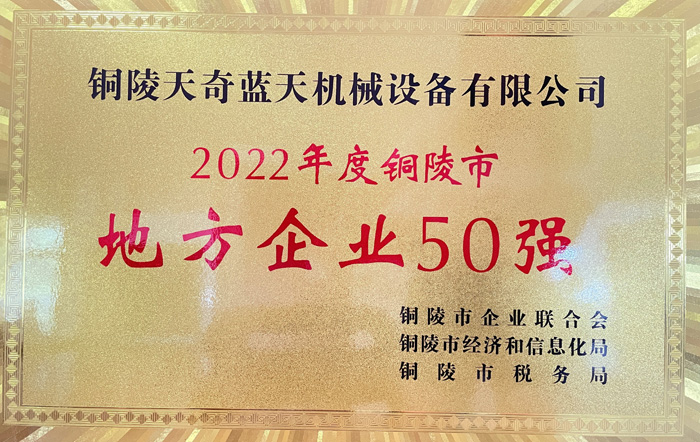 铜陵天奇蓝天机械设备有限公司
2022年度铜陵市
地方企业50强
铜陵市企业联合会
铜陵市经济和信息化局
铜陵市税务局